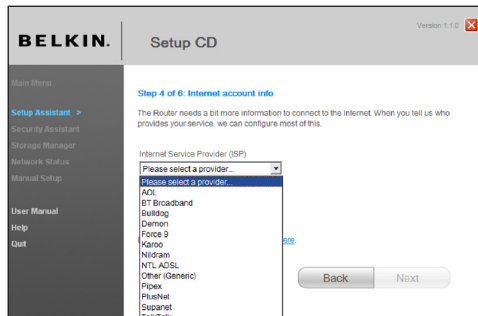 Version 1.1.0
BELKIN.
Setup CD
Main Menu
Setup Assistant >
Security Assistant
Storage Manager
Network Status
Manual Setup
User Manual
Help
Quit
Step 4 of 6: Internet account info
The Router needs a bit more information to connect to the Internet. When you tell us who
provides your service, we can configure most of this.
Internet Service Provider (ISP)
Please select a provider...
Please select a provider...
AOL
BT Broadband
Bulldog
Demon
Force 9
Karoo
Nildram
NTL ADSL
Other (Generic)
Pipex
PlusNet
Supanet
here.
Back
Next